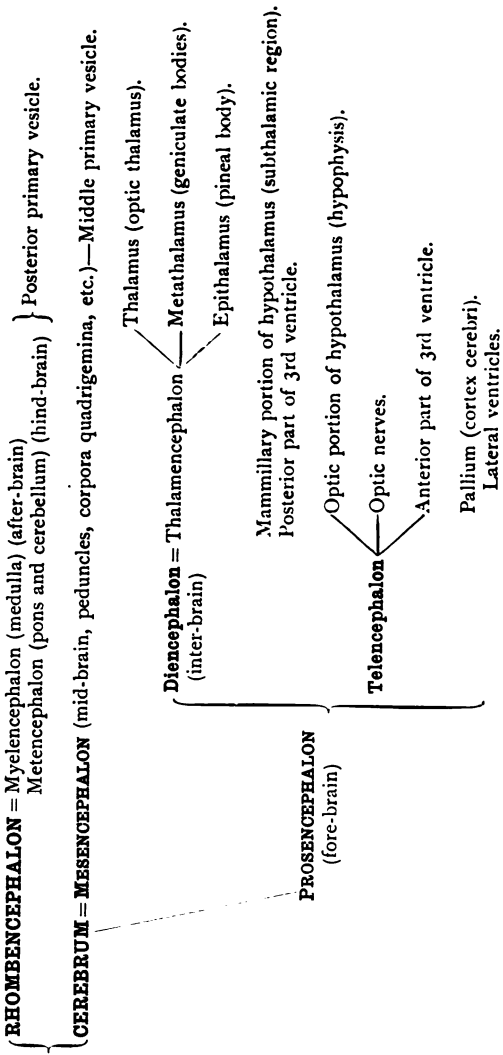 RHOMBENCEPHALON = Myelencephalon (medulla) (after-brain)
Metencephalon (pons and cerebellum) (hind-brain) } Posterior primary vesicle.
CEREBRUM = MESENCEPHALON (mid-brain, peduncles, corpora quadrigemina, etc.)—Middle primary vesicle.
Thalamus (optic thalamus).
Diencephalon = Thalamencephalon
(inter-brain)
Metathalamus (geniculate bodies).
Epithalamus (pineal body).
Mammillary portion of hypothalamus (subthalamic region).
Posterior part of 3rd ventricle.
PROSENCEPHALON
(fore-brain)
Optic portion of hypothalamus (hypophysis).
Telencephalon
Optic nerves.
Anterior part of 3rd ventricle.
Pallium (cortex cerebri).
Lateral ventricles.